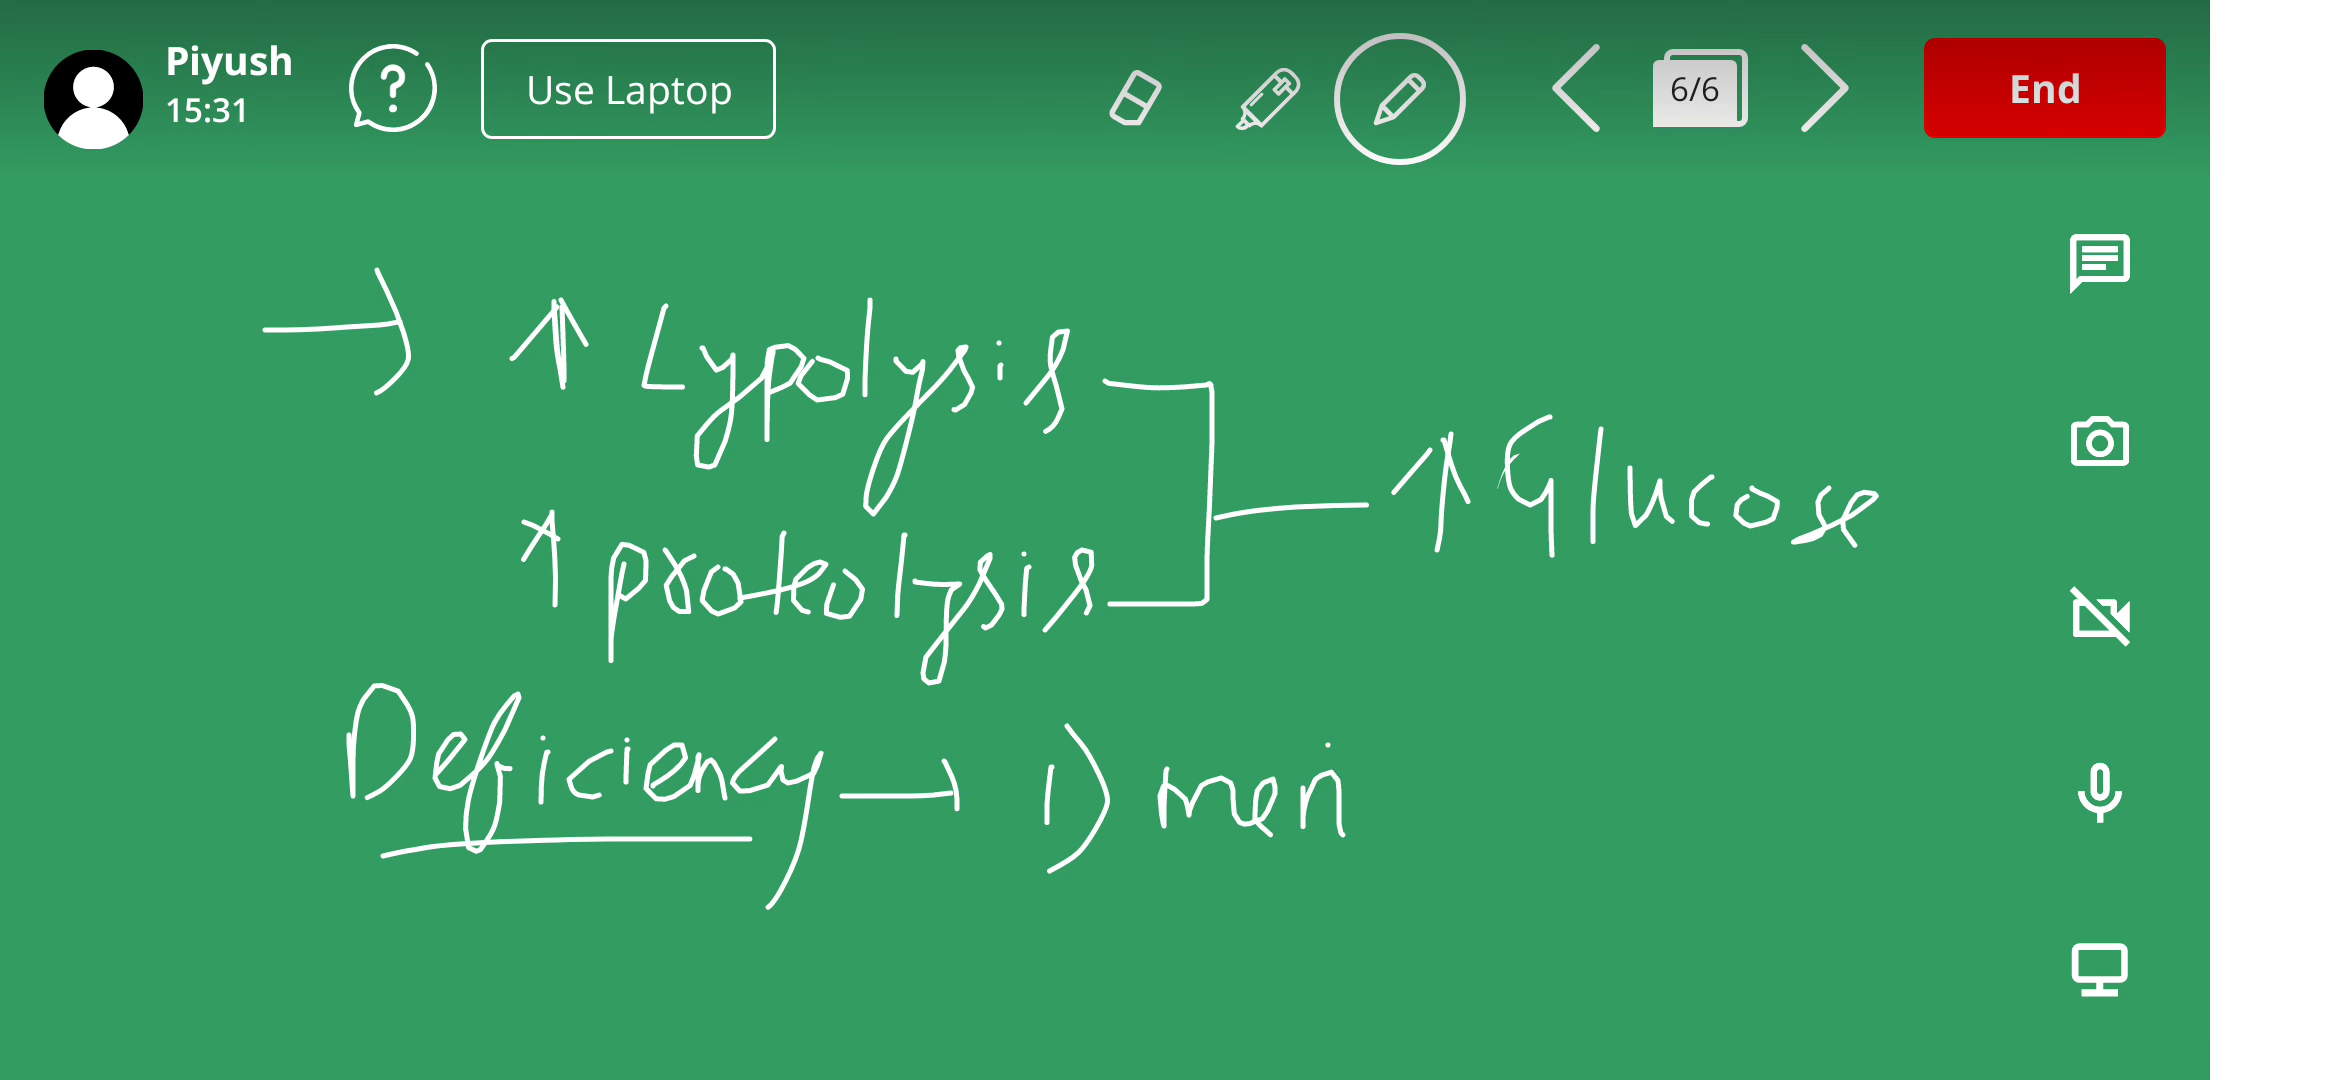 Piyush
15:31
?
Use Laptop
6/6
End
→ ↑ Lypolysis
↑ proteolysis
↑ Glucose
Deficiency → 1) men